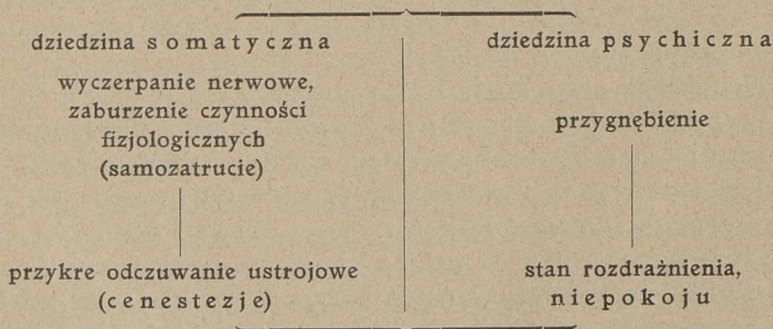 dziedzina somatyczna
wyczerpanie nerwowe,
zaburzenie czynności
fizjologicznych
(samozatrucie)
przykre odczuwanie ustrojowe
(cenestezje)
dziedzina psychiczna
przygnębienie
stan rozdrażnienia,
niepokoju